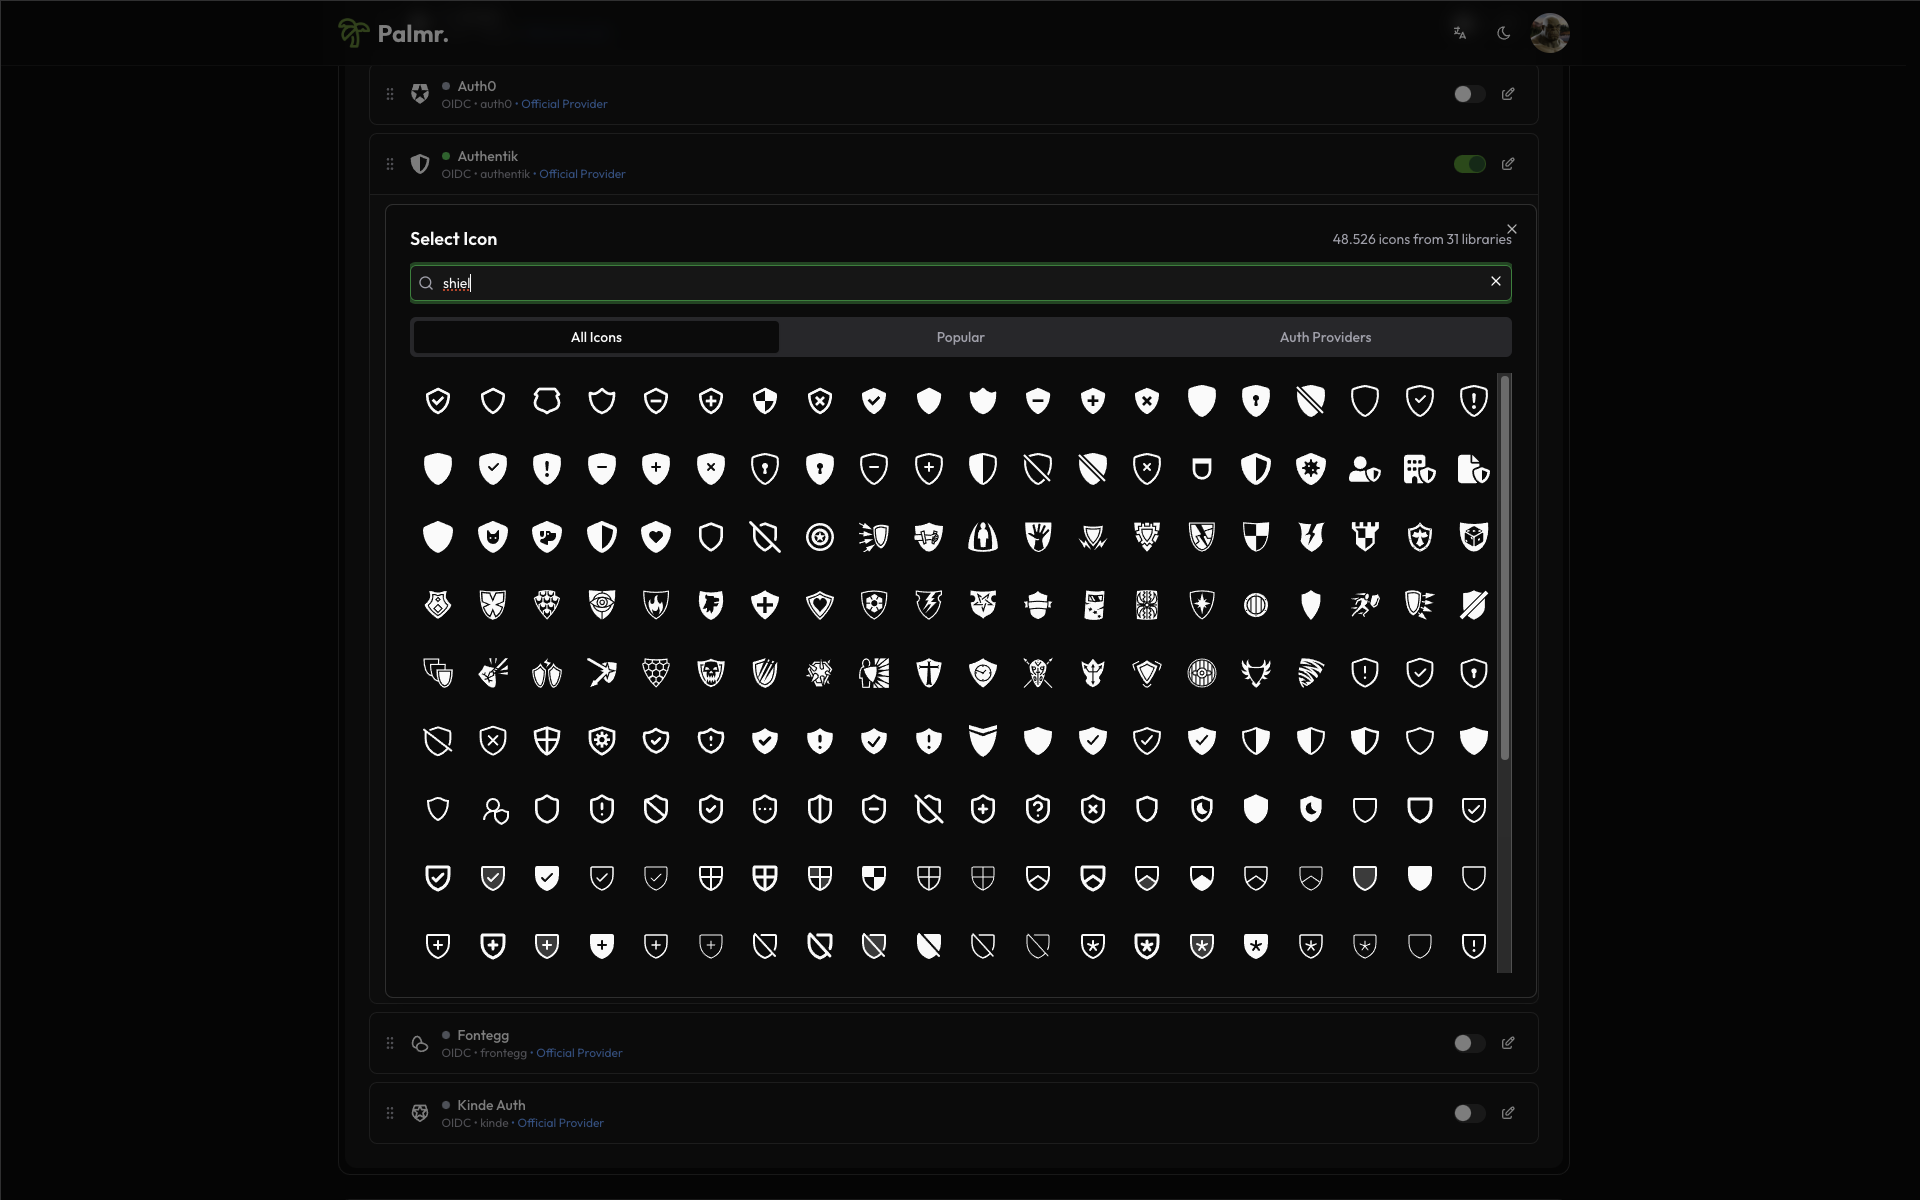 Palmr.
Auth0
OIDC • auth0 • Official Provider
Authentik
OIDC • authentik • Official Provider
Select Icon
48.526 icons from 31 libraries
shiel
All Icons
Popular
Auth Providers
Fontegg
OIDC • frontegg • Official Provider
Kinde Auth
OIDC • kinde • Official Provider